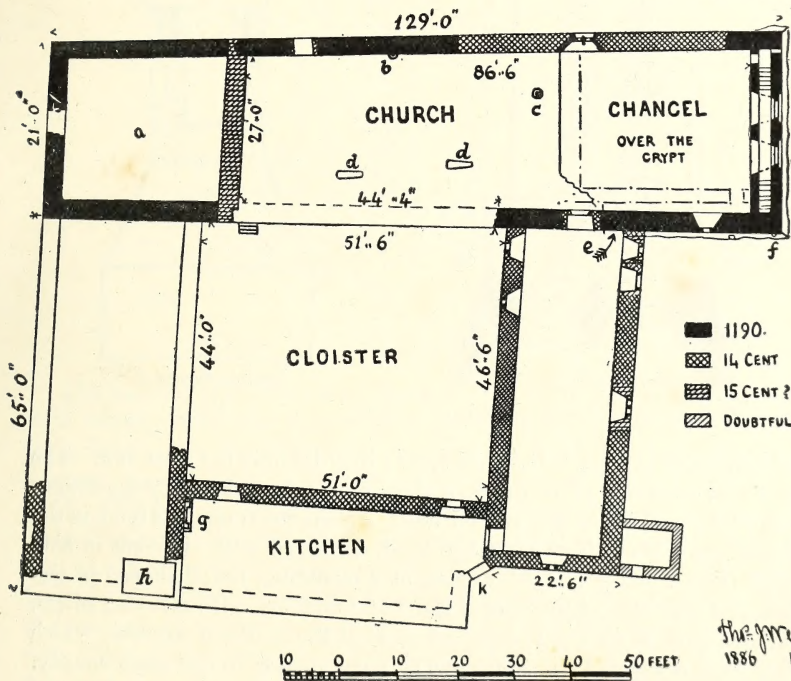 129'-0"
b
86'-6"
c
CHURCH
CHANCEL
OVER THE
CRYPT
a
21'-0"
27'-0"
d
d
44'-4"
e
f
51'-6"
44'-0"
CLOISTER
46'-6"
65'-0"
1190.
14 CENT
15 CENT?
DOUBTFUL
51'-0"
g
KITCHEN
h
k
22'-6"
Thos. J.
1886
10 0 10 20 30 40 50 FEET